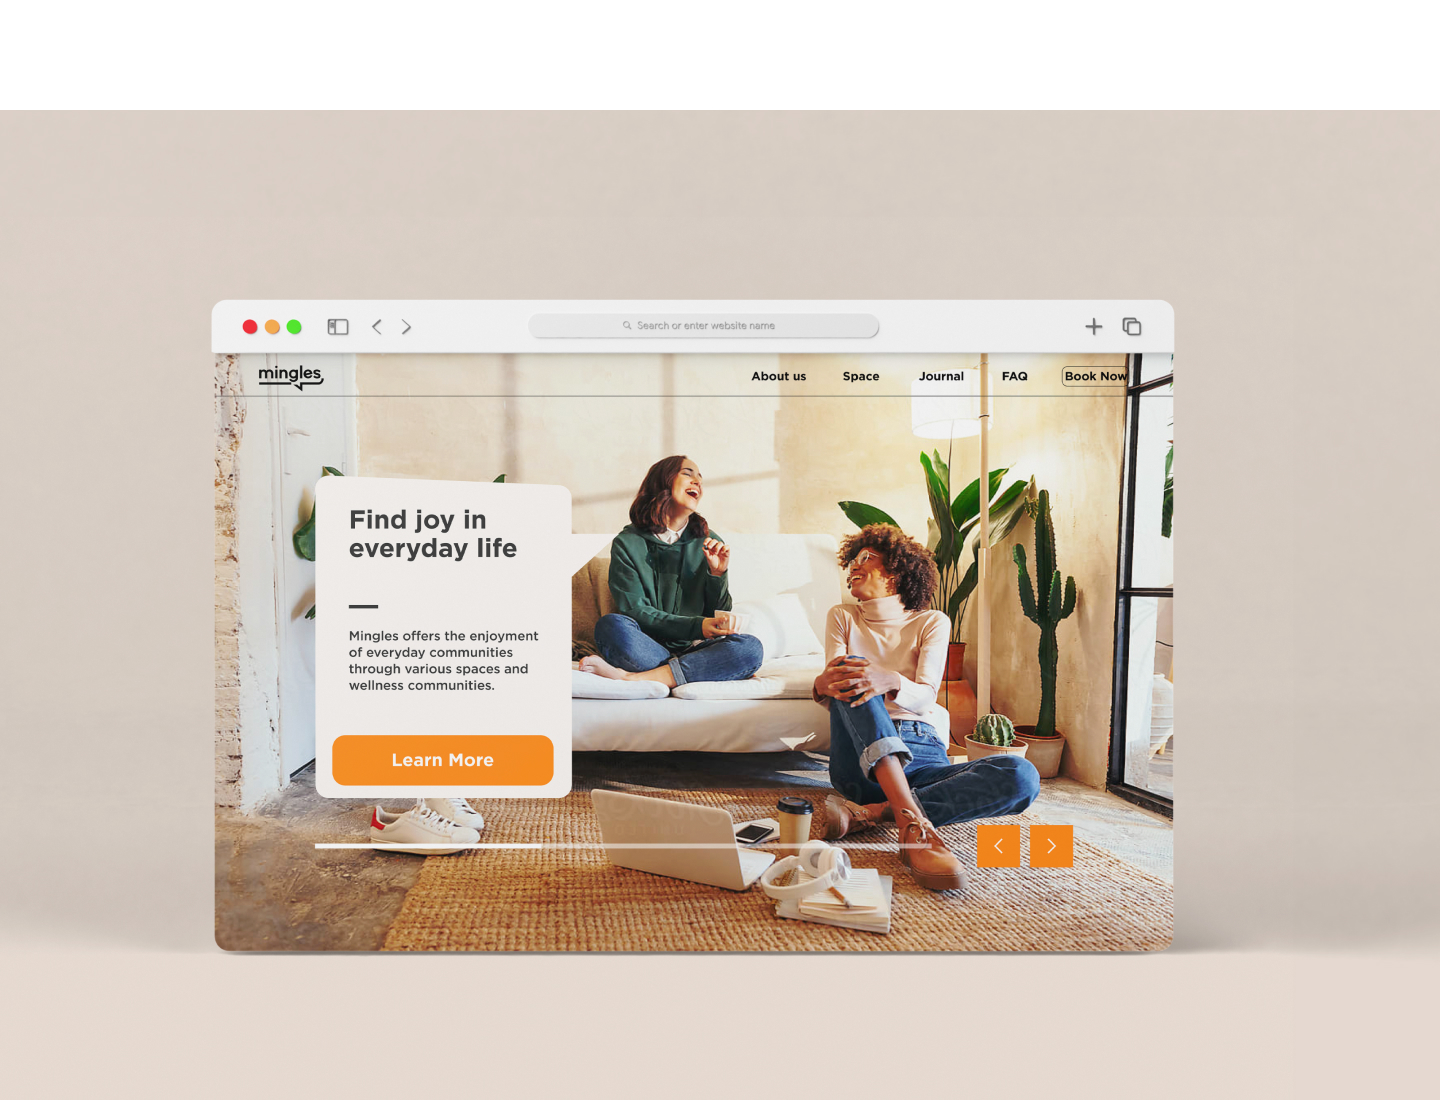 Search or enter website name
mingles
About us
Space
Journal
FAQ
Book Now
Find joy in
everyday life
Mingles offers the enjoyment
of everyday communities
through various spaces and
wellness communities.
Learn More